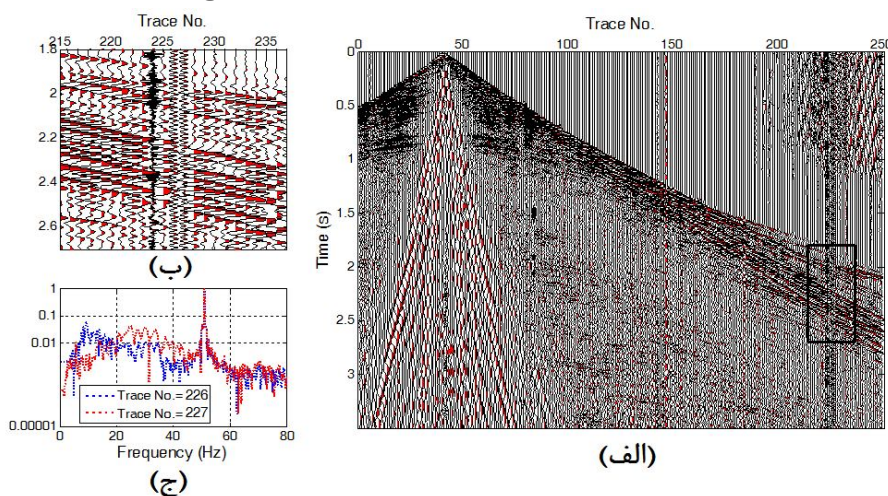 Trace No.
215 220 225 230 235
1.8
2
2.2
2.4
2.6
(ب)
1
0.1
0.01
0.00001
Trace No.= 226
Trace No.= 227
0 20 40 60 80
Frequency (Hz)
(ج)
Trace No.
0 50 100 150 200 250
0
0.5
1
1.5
2
2.5
3
Time (s)
(الف)